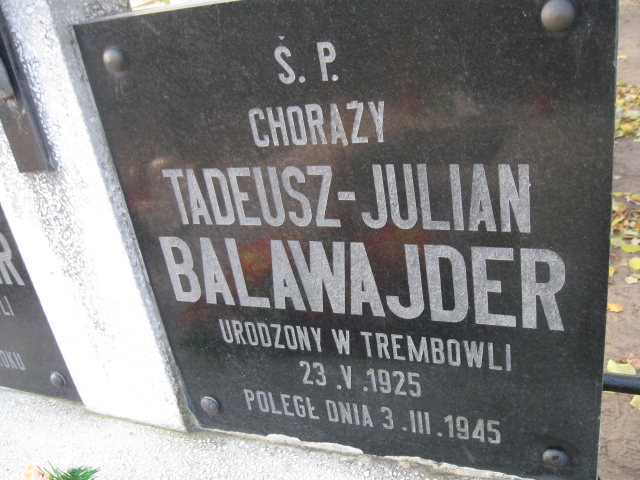 Š. P.
CHORĄŻY
TADEUSZ-JULIAN
BALAWAJDER
URODZONY W TREMBOWLI
23.V.1925
POLEGŁ DNIA 3.III.1945